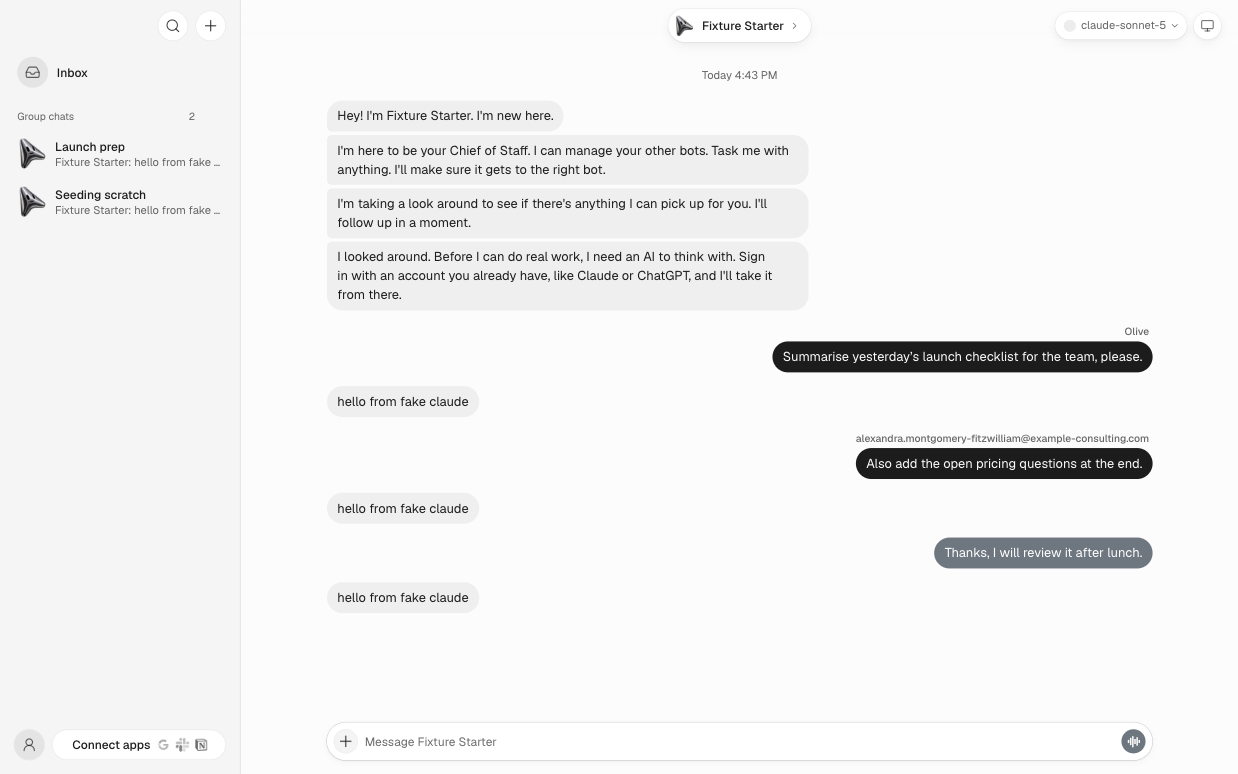 Fixture Starter
claude-sonnet-5
Inbox
Group chats 2
Launch prep
Fixture Starter: hello from fake ...
Seeding scratch
Fixture Starter: hello from fake ...
Today 4:43 PM
Hey! I'm Fixture Starter. I'm new here.
I'm here to be your Chief of Staff. I can manage your other bots. Task me with
anything. I'll make sure it gets to the right bot.
I'm taking a look around to see if there's anything I can pick up for you. I'll
follow up in a moment.
I looked around. Before I can do real work, I need an AI to think with. Sign
in with an account you already have, like Claude or ChatGPT, and I'll take it
from there.
Olive
Summarise yesterday's launch checklist for the team, please.
hello from fake claude
alexandra.montgomery-fitzwilliam@example-consulting.com
Also add the open pricing questions at the end.
hello from fake claude
Thanks, I will review it after lunch.
hello from fake claude
Connect apps
Message Fixture Starter